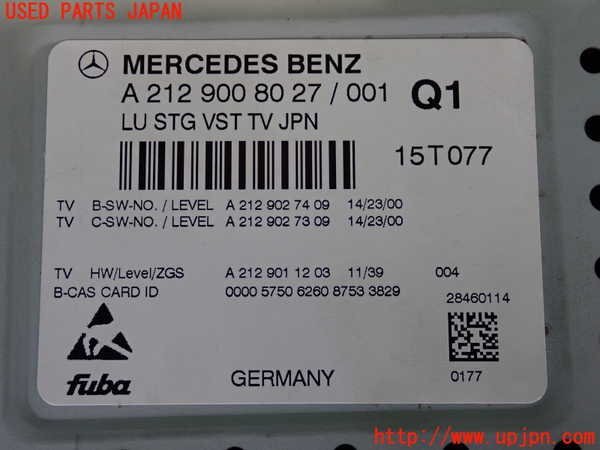 USED PARTS JAPAN
MERCEDES BENZ
A 212 900 80 27 / 001 Q1
LU STG VST TV JPN
15T077
TV B-SW-NO. / LEVEL A 212 902 74 09 14/23/00
TV C-SW-NO. / LEVEL A 212 902 73 09 14/23/00
TV HW/Level/ZGS A 212 901 12 03 11/39 004
B-CAS CARD ID 0000 5750 6260 8753 3829
28460114
fuba
GERMANY
0177
http://www.upjpn.com/